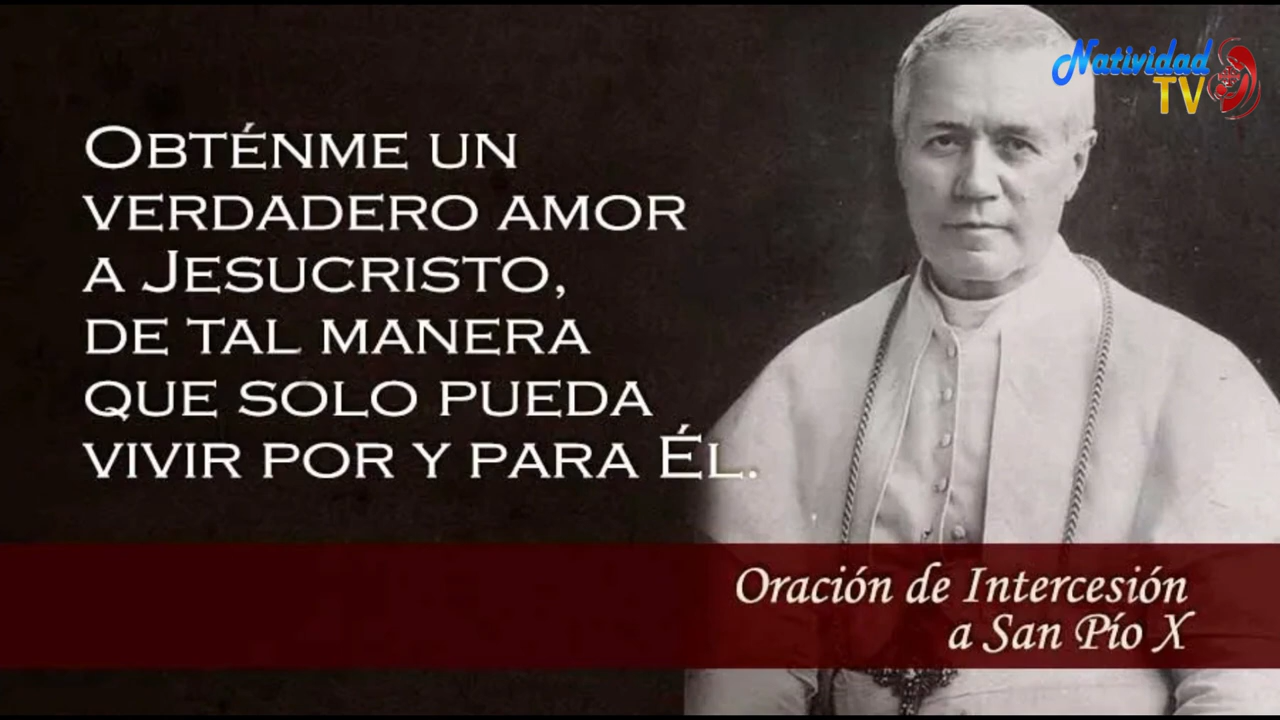 Natividad
TV
OBTÉNME UN
VERDADERO AMOR
A JESUCRISTO,
DE TAL MANERA
QUE SOLO PUEDA
VIVIR POR Y PARA ÉL.
Oración de Intercesión
a San Pío X